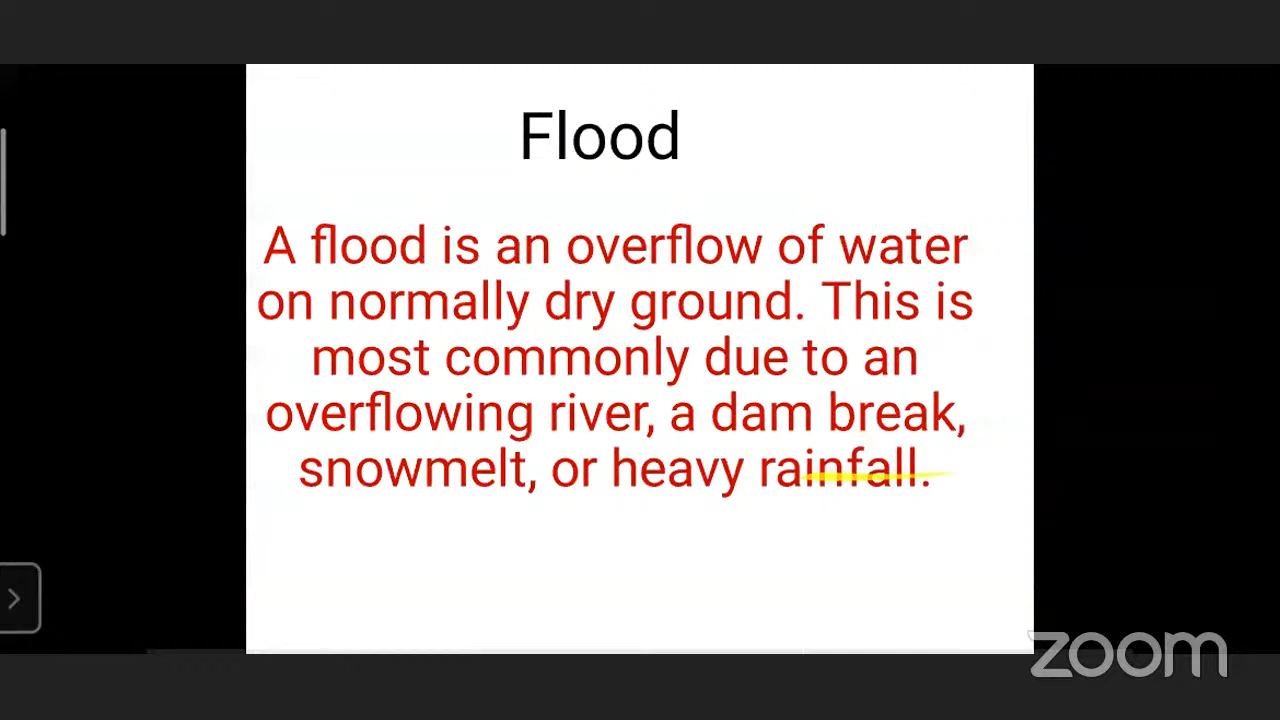 Flood
A flood is an overflow of water
on normally dry ground. This is
most commonly due to an
overflowing river, a dam break,
snowmelt, or heavy rainfall.
zoom